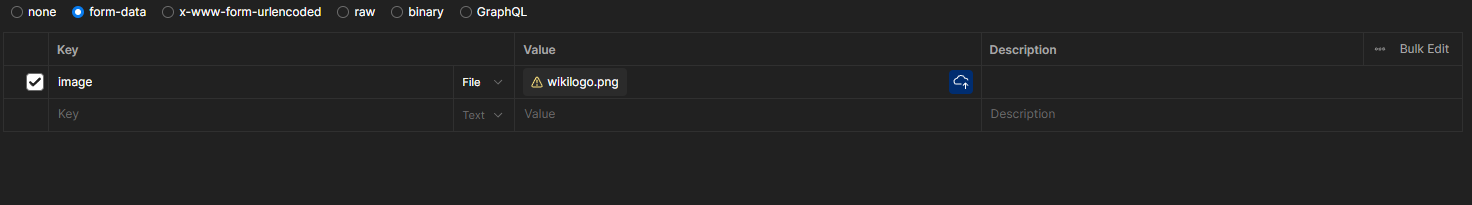 none form-data x-www-form-urlencoded raw binary GraphQL
Key Value Description Bulk Edit
image File wikilogo.png
Key Text Value Description